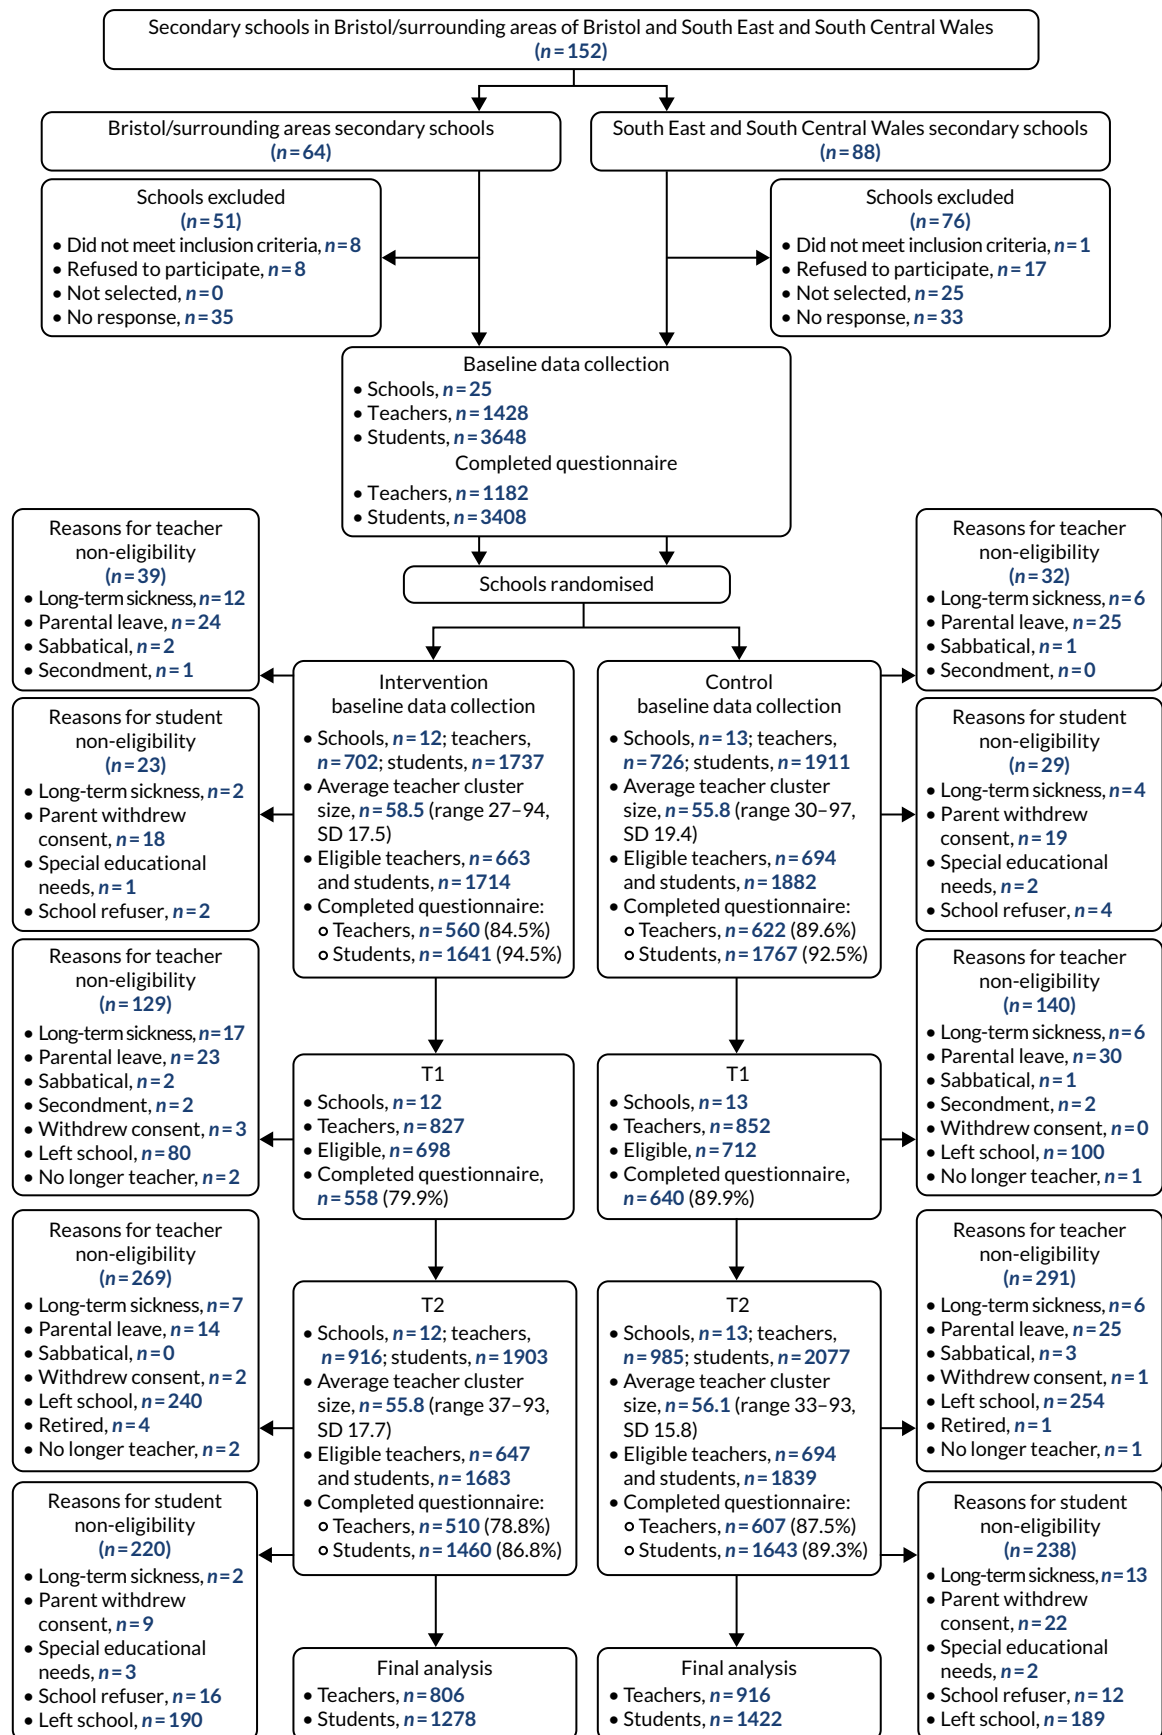 Secondary schools in Bristol/surrounding areas of Bristol and South East and South Central Wales
(n=152)
Bristol/surrounding areas secondary schools
(n=64)
South East and South Central Wales secondary schools
(n=88)
Schools excluded
(n=51)
• Did not meet inclusion criteria, n=8
• Refused to participate, n=8
• Not selected, n=0
• No response, n=35
Schools excluded
(n=76)
• Did not meet inclusion criteria, n=1
• Refused to participate, n=17
• Not selected, n=25
• No response, n=33
Baseline data collection
• Schools, n=25
• Teachers, n=1428
• Students, n=3648
Completed questionnaire
• Teachers, n=1182
• Students, n=3408
Schools randomised
Reasons for teacher
non-eligibility
(n=39)
• Long-term sickness, n=12
• Parental leave, n=24
• Sabbatical, n=2
• Secondment, n=1
Reasons for teacher
non-eligibility
(n=32)
• Long-term sickness, n=6
• Parental leave, n=25
• Sabbatical, n=1
• Secondment, n=0
Reasons for student
non-eligibility
(n=23)
• Long-term sickness, n=2
• Parent withdrew
consent, n=18
• Special educational
needs, n=1
• School refuser, n=2
Intervention
baseline data collection
• Schools, n=12; teachers,
n=702; students, n=1737
• Average teacher cluster
size, n=58.5 (range 27–94,
SD 17.5)
• Eligible teachers, n=663
and students, n=1714
• Completed questionnaire:
Teachers, n=560 (84.5%)
Students, n=1641 (94.5%)
Control
baseline data collection
• Schools, n=13; teachers,
n=726; students, n=1911
• Average teacher cluster
size, n=55.8 (range 30–97,
SD 19.4)
• Eligible teachers, n=694
and students, n=1882
• Completed questionnaire:
Teachers, n=622 (89.6%)
Students, n=1767 (92.5%)
Reasons for student
non-eligibility
(n=29)
• Long-term sickness, n=4
• Parent withdrew
consent, n=19
• Special educational
needs, n=2
• School refuser, n=4
Reasons for teacher
non-eligibility
(n=129)
• Long-term sickness, n=17
• Parental leave, n=23
• Sabbatical, n=2
• Secondment, n=2
• Withdrew consent, n=3
• Left school, n=80
• No longer teacher, n=2
T1
• Schools, n=12
• Teachers, n=827
• Eligible, n=698
• Completed questionnaire,
n=558 (79.9%)
T1
• Schools, n=13
• Teachers, n=852
• Eligible, n=712
• Completed questionnaire,
n=640 (89.9%)
Reasons for teacher
non-eligibility
(n=140)
• Long-term sickness, n=6
• Parental leave, n=30
• Sabbatical, n=1
• Secondment, n=2
• Withdrew consent, n=0
• Left school, n=100
• No longer teacher, n=1
Reasons for teacher
non-eligibility
(n=269)
• Long-term sickness, n=7
• Parental leave, n=14
• Sabbatical, n=0
• Withdrew consent, n=2
• Left school, n=240
• Retired, n=4
• No longer teacher, n=2
T2
• Schools, n=12; teachers,
n=916; students, n=1903
• Average teacher cluster
size, n=55.8 (range 37–93,
SD 17.7)
• Eligible teachers, n=647
and students, n=1683
• Completed questionnaire:
Teachers, n=510 (78.8%)
Students, n=1460 (86.8%)
T2
• Schools, n=13; teachers,
n=985; students, n=2077
• Average teacher cluster
size, n=56.1 (range 33–93,
SD 15.8)
• Eligible teachers, n=694
and students, n=1839
• Completed questionnaire:
Teachers, n=607 (87.5%)
Students, n=1643 (89.3%)
Reasons for teacher
non-eligibility
(n=291)
• Long-term sickness, n=6
• Parental leave, n=25
• Sabbatical, n=3
• Withdrew consent, n=1
• Left school, n=254
• Retired, n=1
• No longer teacher, n=1
Reasons for student
non-eligibility
(n=220)
• Long-term sickness, n=2
• Parent withdrew
consent, n=9
• Special educational
needs, n=3
• School refuser, n=16
• Left school, n=190
Final analysis
• Teachers, n=806
• Students, n=1278
Final analysis
• Teachers, n=916
• Students, n=1422
Reasons for student
non-eligibility
(n=238)
• Long-term sickness, n=13
• Parent withdrew
consent, n=22
• Special educational
needs, n=2
• School refuser, n=12
• Left school, n=189